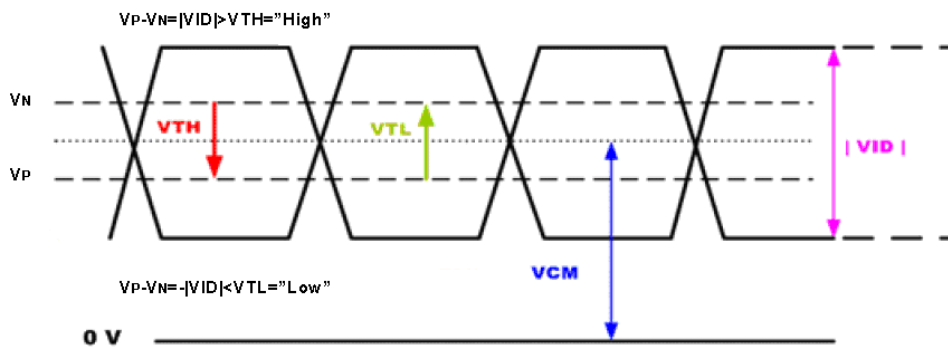 VP-VN=|VID|>VTH=”High”
VN
VTH
VTL
| VID |
VP
VCM
VP-VN=-|VID|<VTL=”Low”
0 V